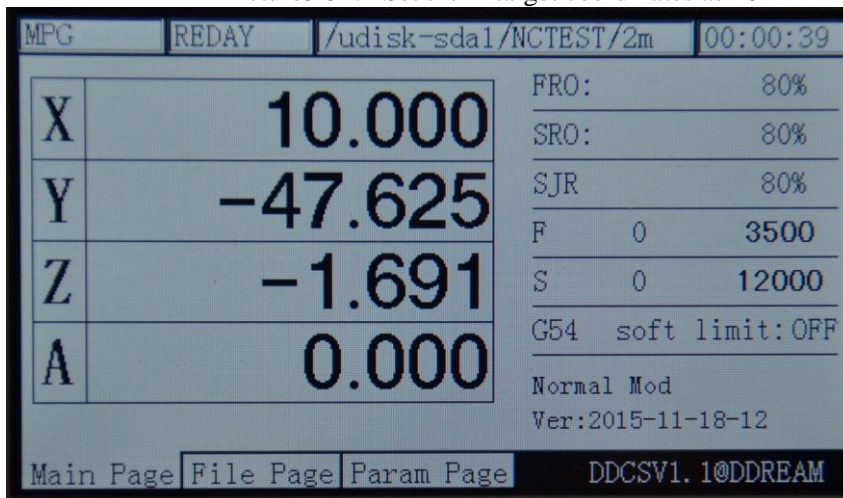 MPG REDAY /udisk-sda1/NCTEST/2m 00:00:39
X 10.000
Y -47.625
Z -1.691
A 0.000
FRO: 80%
SRO: 80%
SJR 80%
F 0 3500
S 0 12000
G54 soft limit:OFF
Normal Mod
Ver:2015-11-18-12
Main Page File Page Param Page DDCSV1.1@DDREAM